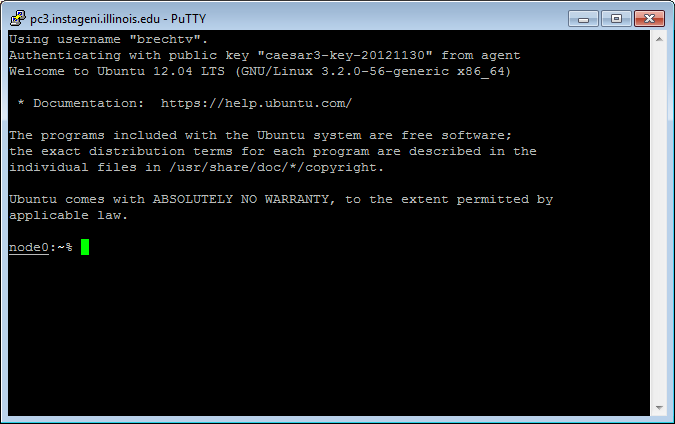 pc3.instageni.illinois.edu - PuTTY
Using username "brechtv".
Authenticating with public key "caesar3-key-20121130" from agent
Welcome to Ubuntu 12.04 LTS (GNU/Linux 3.2.0-56-generic x86_64)
* Documentation:  https://help.ubuntu.com/
The programs included with the Ubuntu system are free software;
the exact distribution terms for each program are described in the
individual files in /usr/share/doc/*/copyright.
Ubuntu comes with ABSOLUTELY NO WARRANTY, to the extent permitted by
applicable law.
node0:~%